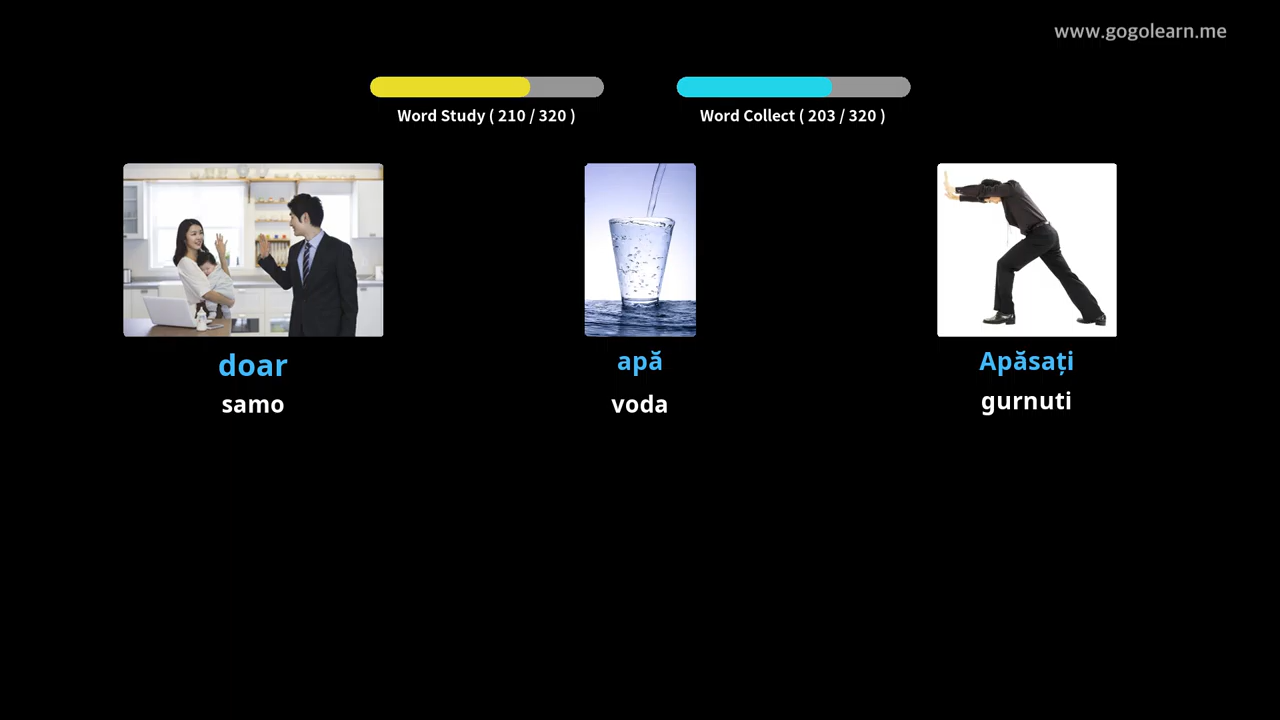 www.gogolearn.me
Word Study ( 210 / 320 )
Word Collect ( 203 / 320 )
doar
samo
apă
voda
Apăsați
gurnuti